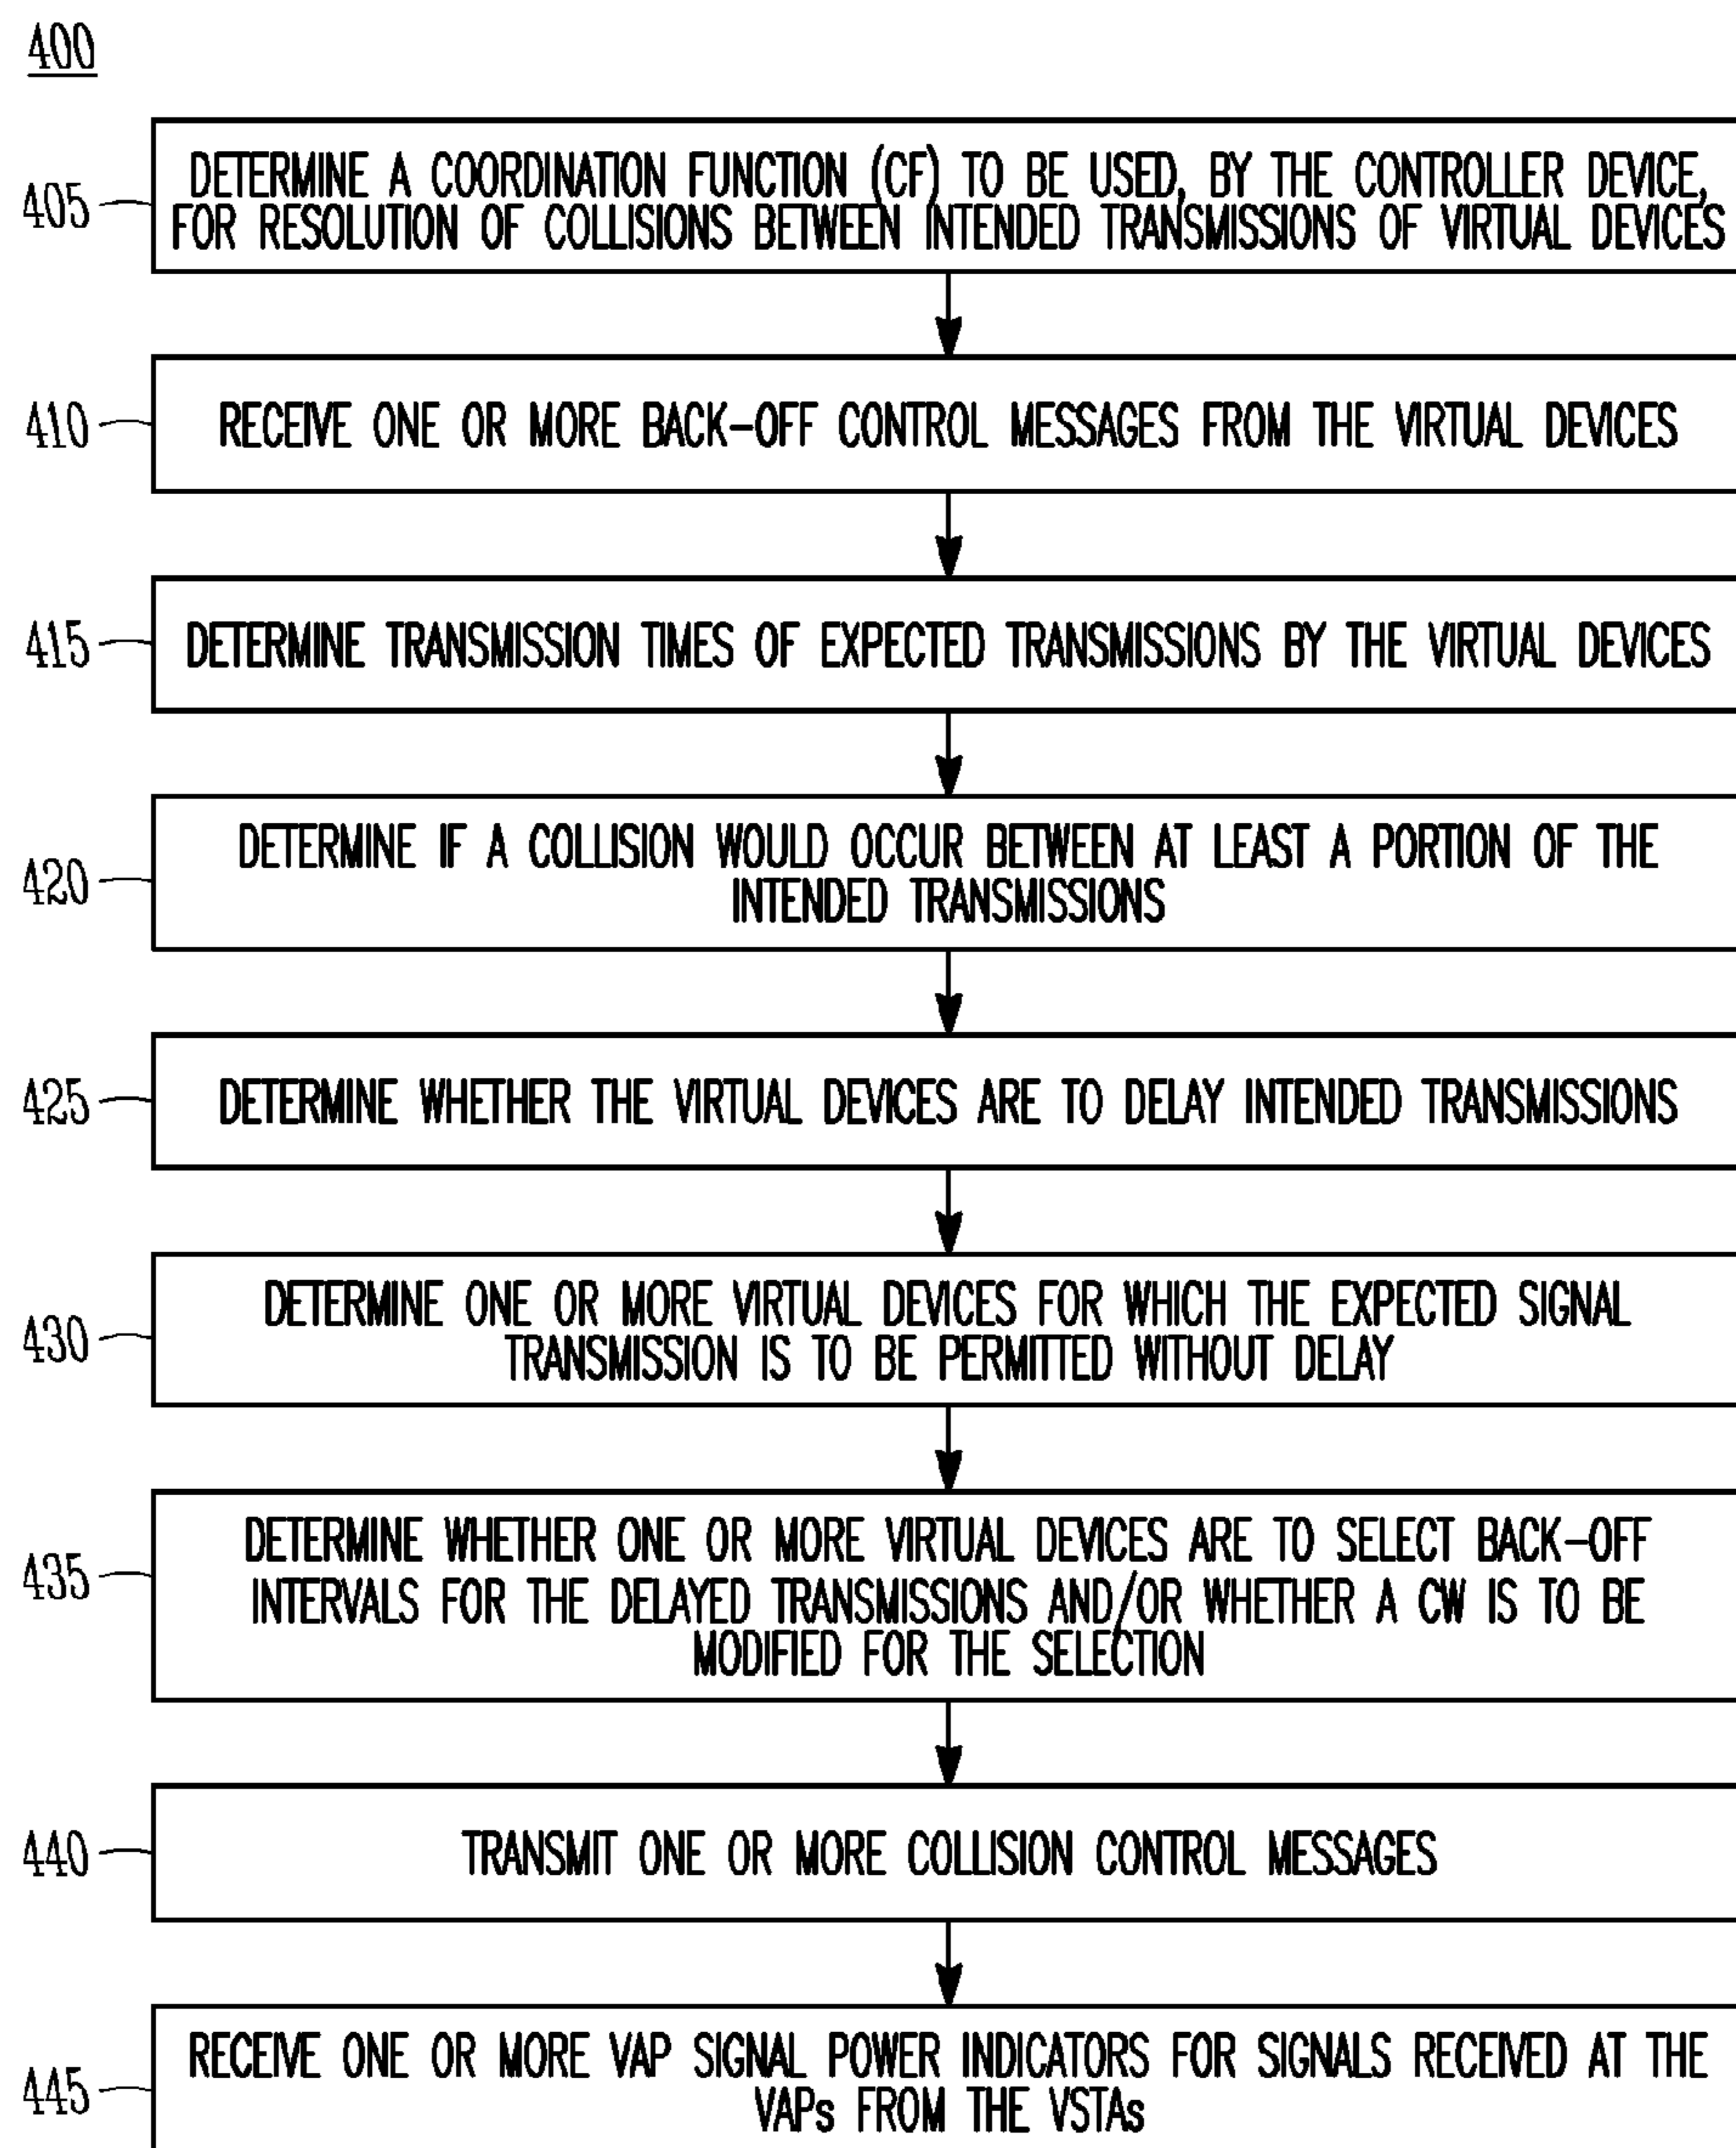 400
405
DETERMINE A COORDINATION FUNCTION (CF) TO BE USED, BY THE CONTROLLER DEVICE,
FOR RESOLUTION OF COLLISIONS BETWEEN INTENDED TRANSMISSIONS OF VIRTUAL DEVICES
410
RECEIVE ONE OR MORE BACK-OFF CONTROL MESSAGES FROM THE VIRTUAL DEVICES
415
DETERMINE TRANSMISSION TIMES OF EXPECTED TRANSMISSIONS BY THE VIRTUAL DEVICES
420
DETERMINE IF A COLLISION WOULD OCCUR BETWEEN AT LEAST A PORTION OF THE
INTENDED TRANSMISSIONS
425
DETERMINE WHETHER THE VIRTUAL DEVICES ARE TO DELAY INTENDED TRANSMISSIONS
430
DETERMINE ONE OR MORE VIRTUAL DEVICES FOR WHICH THE EXPECTED SIGNAL
TRANSMISSION IS TO BE PERMITTED WITHOUT DELAY
435
DETERMINE WHETHER ONE OR MORE VIRTUAL DEVICES ARE TO SELECT BACK-OFF
INTERVALS FOR THE DELAYED TRANSMISSIONS AND/OR WHETHER A CW IS TO BE
MODIFIED FOR THE SELECTION
440
TRANSMIT ONE OR MORE COLLISION CONTROL MESSAGES
445
RECEIVE ONE OR MORE VAP SIGNAL POWER INDICATORS FOR SIGNALS RECEIVED AT THE
VAPs FROM THE VSTAs